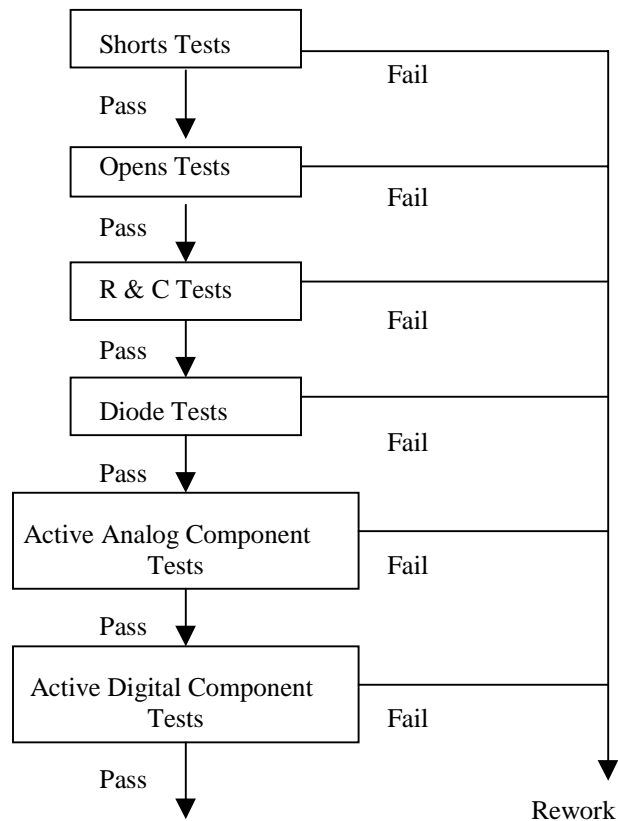 Shorts Tests
Fail
Pass
Opens Tests
Fail
Pass
R & C Tests
Fail
Pass
Diode Tests
Fail
Pass
Active Analog Component
Tests
Fail
Pass
Active Digital Component
Tests
Fail
Pass
Rework